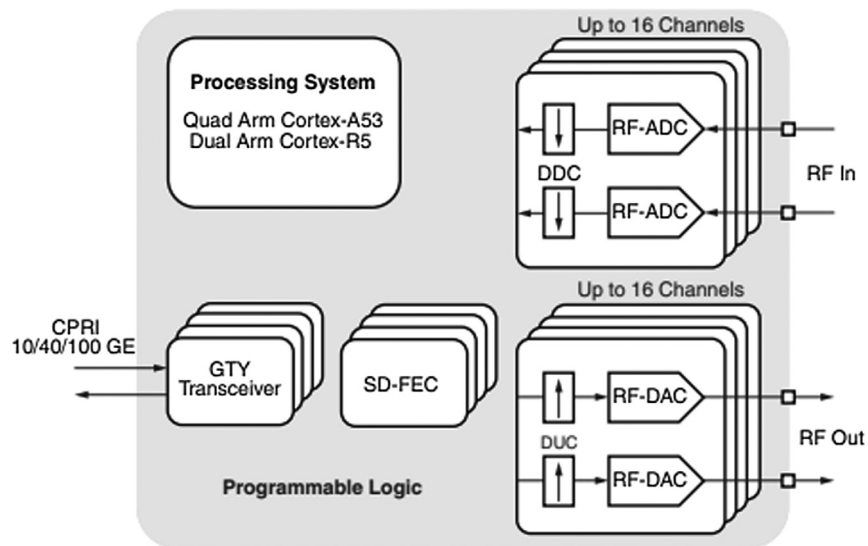 Up to 16 Channels
Processing System
Quad Arm Cortex-A53
Dual Arm Cortex-R5
RF-ADC
DDC
RF In
RF-ADC
Up to 16 Channels
CPRI
10/40/100 GE
GTY
Transceiver
SD-FEC
RF-DAC
DUC
RF Out
RF-DAC
Programmable Logic